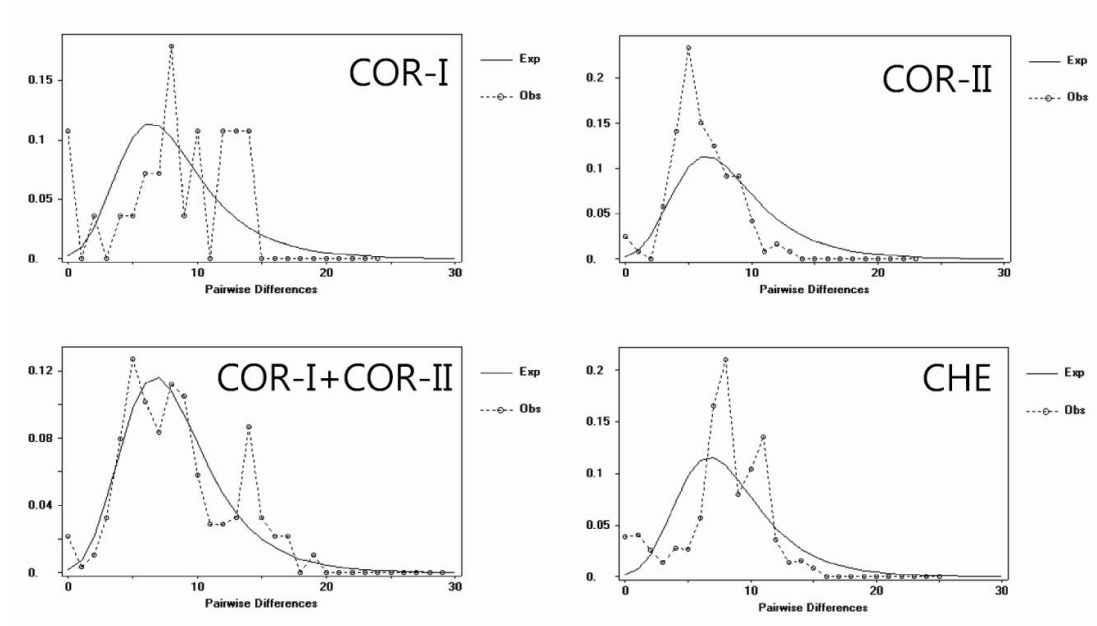 COR-I
Exp
Obs
0.15
0.1
0.05
0.
0 10 20 30
Pairwise Differences
COR-II
Exp
Obs
0.2
0.15
0.1
0.05
0.
0 10 20 30
Pairwise Differences
COR-I+COR-II
Exp
Obs
0.12
0.08
0.04
0.
0 10 20 30
Pairwise Differences
CHE
Exp
Obs
0.2
0.15
0.1
0.05
0.
0 10 20 30
Pairwise Differences